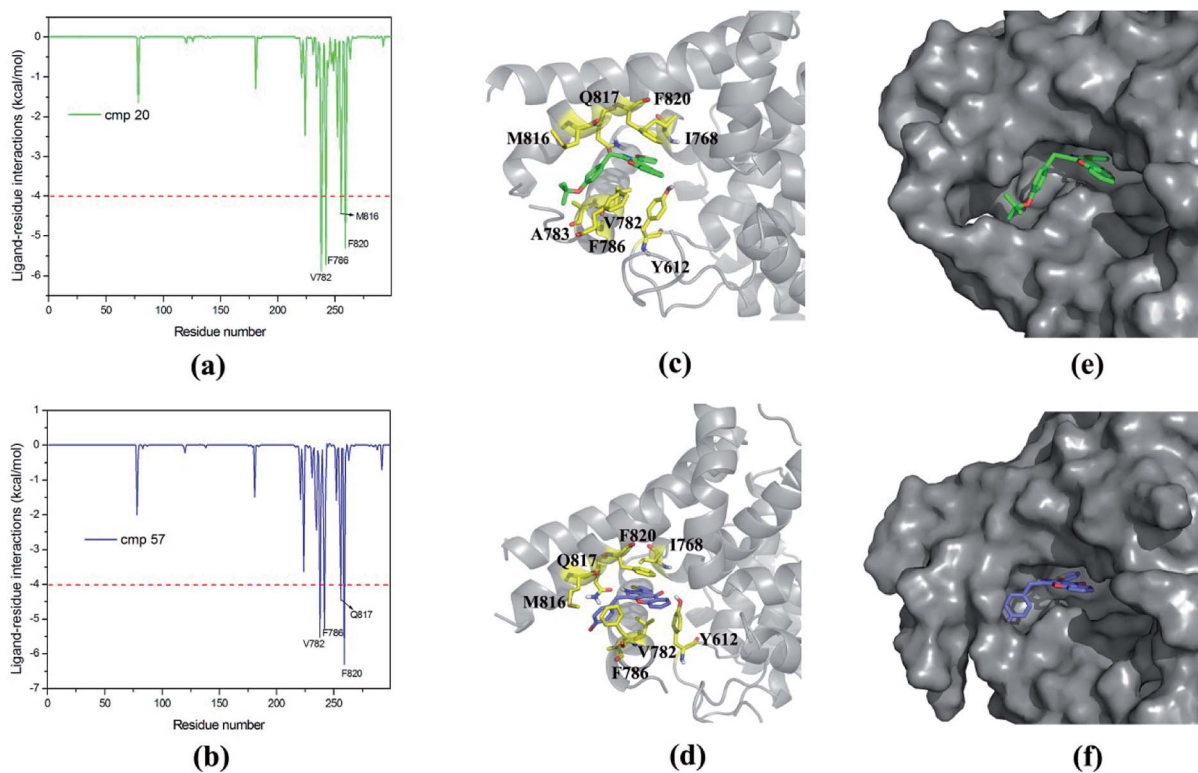 0
-1
-2
-3
-4
-5
-6
Ligand-residue interactions (kcal/mol)
cmp 20
M816
F820
F786
V782
0 50 100 150 200 250
Residue number
(a)
Q817 F820
M816 I768
V782
A783
F786
Y612
(c)
(e)
1
0
-1
-2
-3
-4
-5
-6
-7
Ligand-residue interactions (kcal/mol)
cmp 57
Q817
F786
V782
F820
0 50 100 150 200 250
Residue number
(b)
F820 I768
Q817
M816
V782 Y612
F786
(d)
(f)